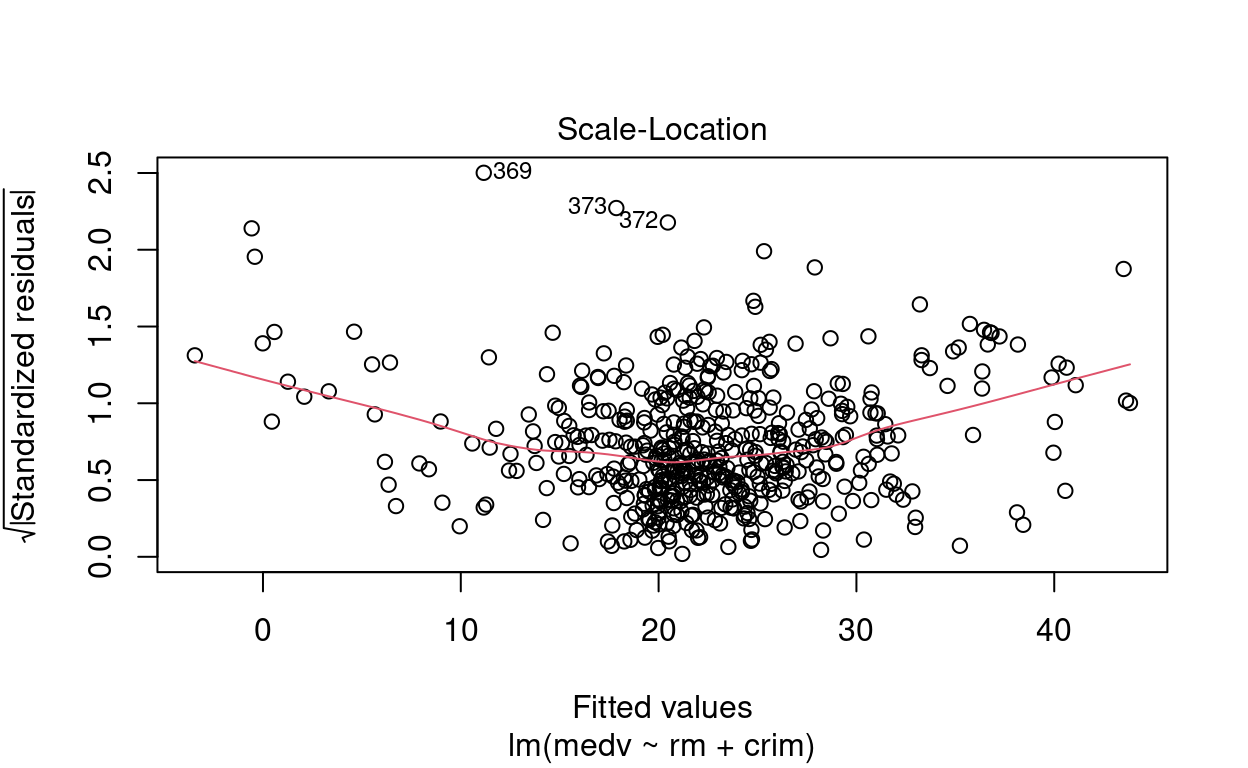 Scale-Location
√|Standardized residuals|
2.5
2.0
1.5
1.0
0.5
0.0
369
373
372
0 10 20 30 40
Fitted values
lm(medv ~ rm + crim)